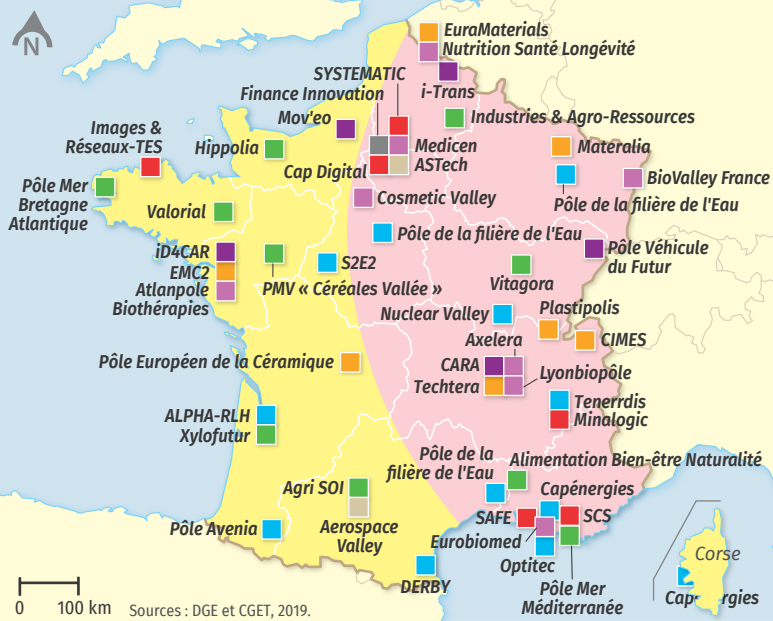 N
EuraMaterials
Nutrition Santé Longévité
i-Trans
SYSTEMATIC
Finance Innovation
Mov'eo
Industries & Agro-Ressources
Images &
Réseaux-TES
Hippolia
Medicen
ASTech
Cap Digital
Materalia
BioValley France
Pôle de la filière de l'Eau
Pôle Mer
Bretagne
Atlantique
Valorial
Cosmetic Valley
Pôle de la filière de l'Eau
Pôle Véhicule
du Futur
iD4CAR
EMC2
Atlanpole
Biothérapies
S2E2
PMV « Céréales Vallée »
Vitagora
Nuclear Valley
Plastipolis
CIMES
Axelera
CARA
Techtera
Lyonbiopôle
Pôle Européen de la Céramique
Tenerrdis
Minalogic
ALPHA-RLH
Xylofutur
Pôle de la
filière de l'Eau
Alimentation Bien-être Naturalité
Agri SOI
Aerospace
Valley
Capénergies
SAFE
SCS
Eurobiomed
Optitec
Pôle Avenia
DERBY
Pôle Mer
Méditerranée
Corse
0 100 km
Sources : DGE et CGET, 2019.